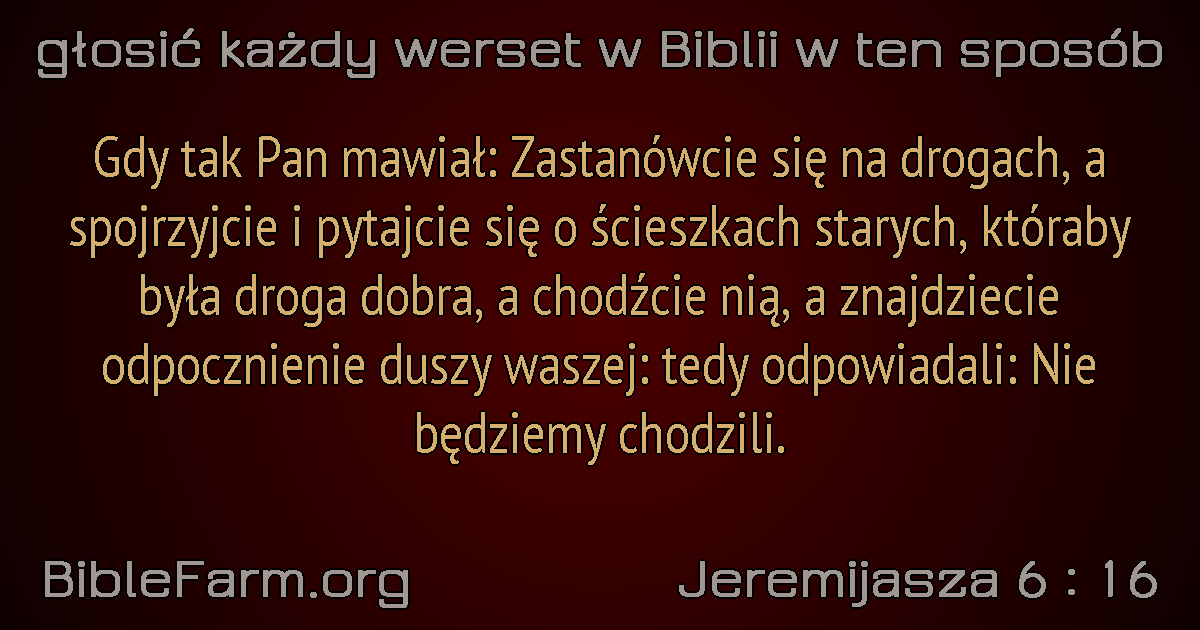 głosić każdy werset w Biblii w ten sposób
Gdy tak Pan mawiał: Zastanówcie się na drogach, a
spojrzyjcie i pytajcie się o ścieszkach starych, któraby
była droga dobra, a chodźcie nią, a znajdziecie
odpocznienie duszy waszej: tedy odpowiadali: Nie
będziemy chodzili.
BibleFarm.org
Jeremijasza 6 : 16